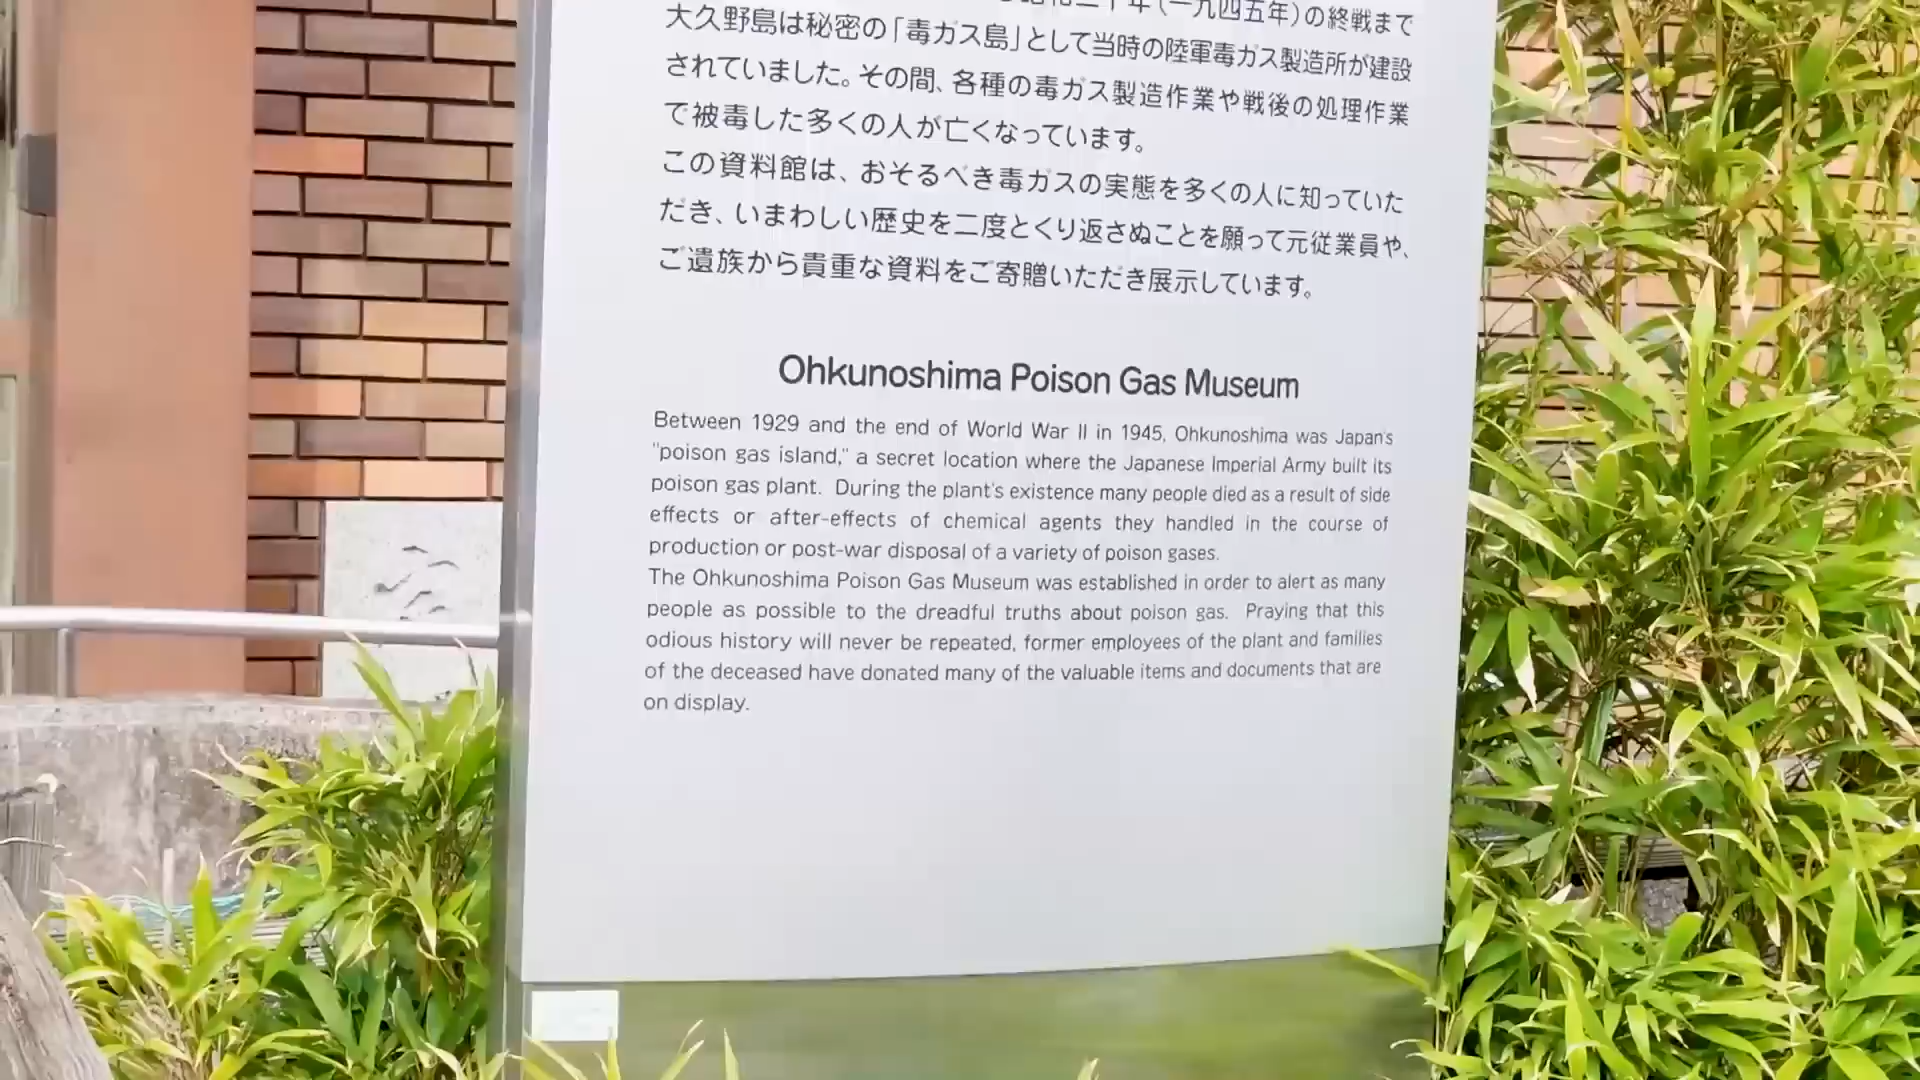 年(一九四五年)の終戦まで
大久野島は秘密の「毒ガス島」として当時の陸軍毒ガス製造所が建設
されていました。その間、各種の毒ガス製造作業や戦後の処理作業
で被毒した多くの人が亡くなっています。
この資料館は、おそるべき毒ガスの実態を多くの人に知っていた
だき、いまわしい歴史を二度とくり返さぬことを願って元従業員や、
ご遺族から貴重な資料をご寄贈いただき展示しています。
Ohkunoshima Poison Gas Museum
Between 1929 and the end of World War II in 1945, Ohkunoshima was Japan's
"poison gas island," a secret location where the Japanese Imperial Army built its
poison gas plant. During the plant's existence many people died as a result of side
effects or after-effects of chemical agents they handled in the course of
production or post-war disposal of a variety of poison gases.
The Ohkunoshima Poison Gas Museum was established in order to alert as many
people as possible to the dreadful truths about poison gas. Praying that this
odious history will never be repeated, former employees of the plant and families
of the deceased have donated many of the valuable items and documents that are
on display.